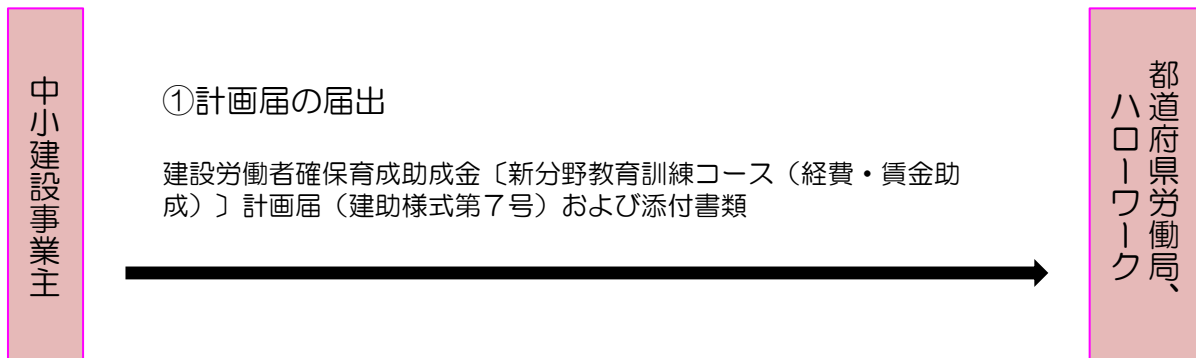 中小建設事業主
①計画届の届出
建設労働者確保育成助成金〔新分野教育訓練コース（経費・賃金助
成）〕計画届（建助様式第７号）および添付書類
都道府県労働局、
ハローワーク